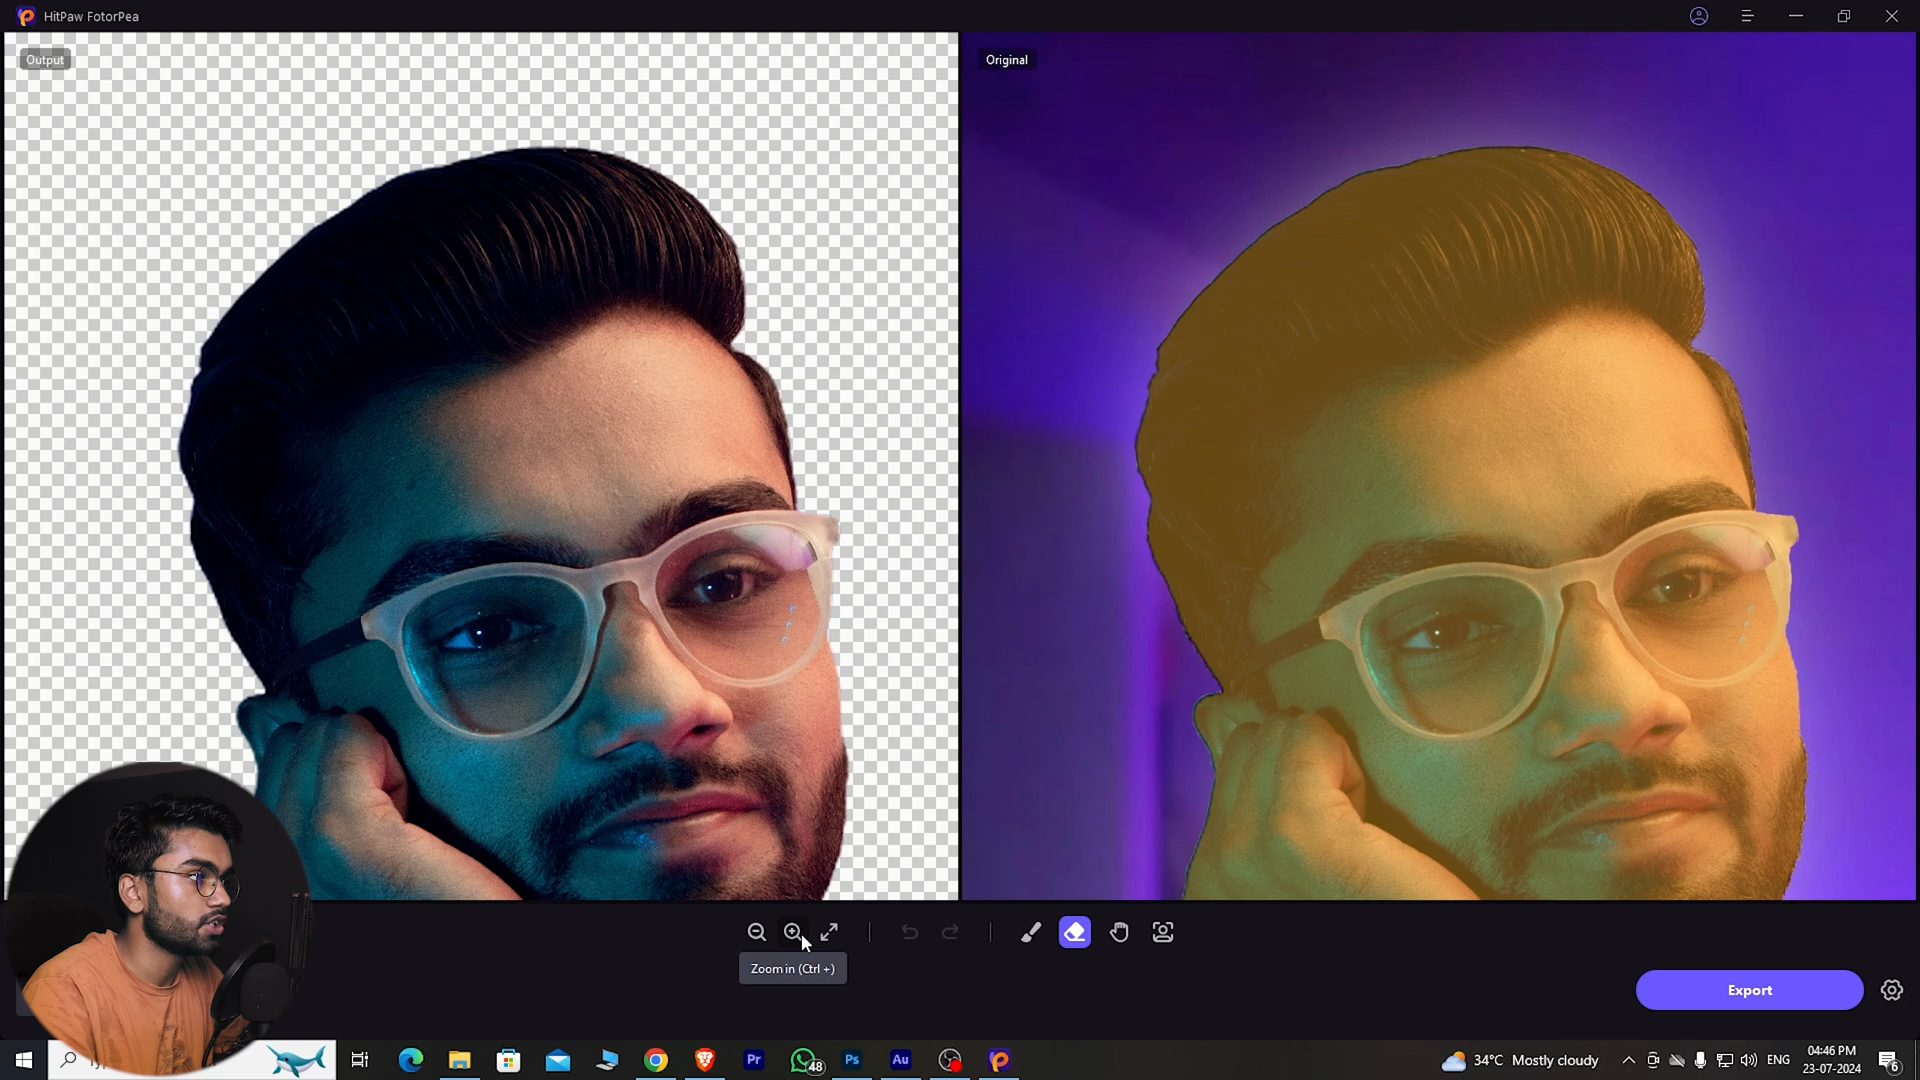 HitPaw FotorPea
Output
Original
Zoom in (Ctrl +)
Export
Pr
48
Ps
Au
34°C Mostly cloudy
ENG
04:46 PM
23-07-2024
6